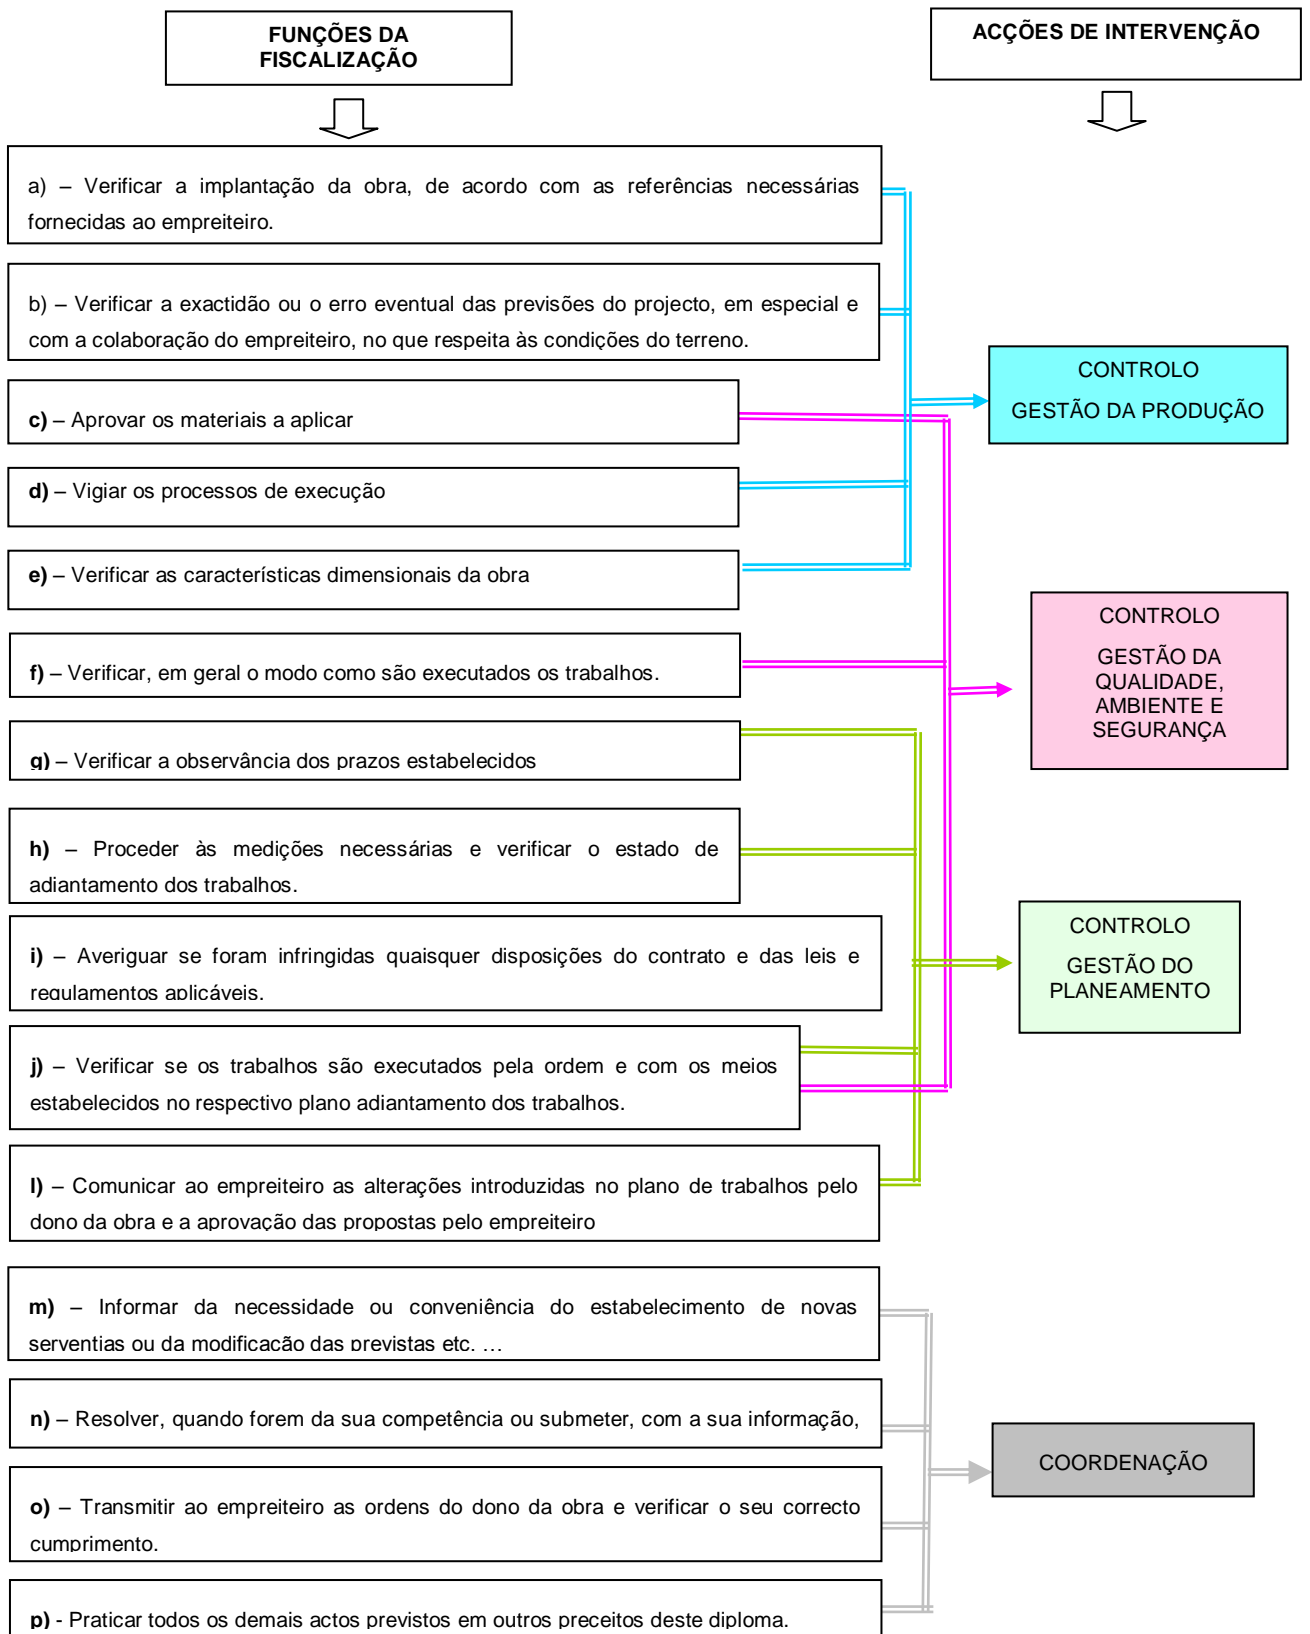 FUNÇÕES DA
FISCALIZAÇÃO
ACÇÕES DE INTERVENÇÃO
a) – Verificar a implantação da obra, de acordo com as referências necessárias
fornecidas ao empreiteiro.
b) – Verificar a exactidão ou o erro eventual das previsões do projecto, em especial e
com a colaboração do empreiteiro, no que respeita às condições do terreno.
CONTROLO
GESTÃO DA PRODUÇÃO
c) – Aprovar os materiais a aplicar
d) – Vigiar os processos de execução
e) – Verificar as características dimensionais da obra
CONTROLO
GESTÃO DA
QUALIDADE,
AMBIENTE E
SEGURANÇA
f) – Verificar, em geral o modo como são executados os trabalhos.
g) – Verificar a observância dos prazos estabelecidos
h) – Proceder às medições necessárias e verificar o estado de
adiantamento dos trabalhos.
CONTROLO
GESTÃO DO
PLANEAMENTO
i) – Averiguar se foram infringidas quaisquer disposições do contrato e das leis e
regulamentos aplicáveis.
j) – Verificar se os trabalhos são executados pela ordem e com os meios
estabelecidos no respectivo plano adiantamento dos trabalhos.
l) – Comunicar ao empreiteiro as alterações introduzidas no plano de trabalhos pelo
dono da obra e a aprovação das propostas pelo empreiteiro
m) – Informar da necessidade ou conveniência do estabelecimento de novas
serventias ou da modificação das previstas etc. …
n) – Resolver, quando forem da sua competência ou submeter, com a sua informação,
COORDENAÇÃO
o) – Transmitir ao empreiteiro as ordens do dono da obra e verificar o seu correcto
cumprimento.
p) - Praticar todos os demais actos previstos em outros preceitos deste diploma.